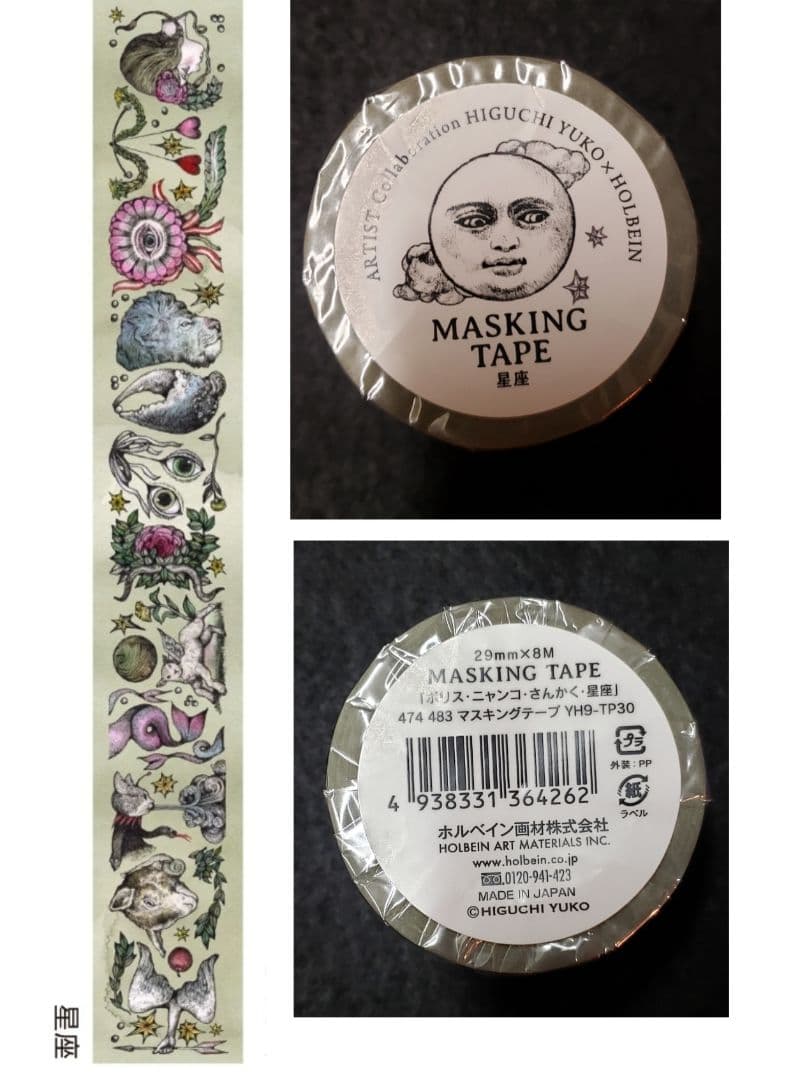 ARTIST Collaboration HIGUCHI YUKO × HOLBEIN
MASKING
TAPE
星座
29mm×8M
MASKING TAPE
「ボリス・ニャンコ・さんかく・星座」
474 483 マスキングテープ YH9-TP30
プラ
外装：PP
紙
ラベル
4 938331 364262
ホルベイン画材株式会社
HOLBEIN ART MATERIALS INC.
www.holbein.co.jp
0120-941-423
MADE IN JAPAN
©HIGUCHI YUKO
星座